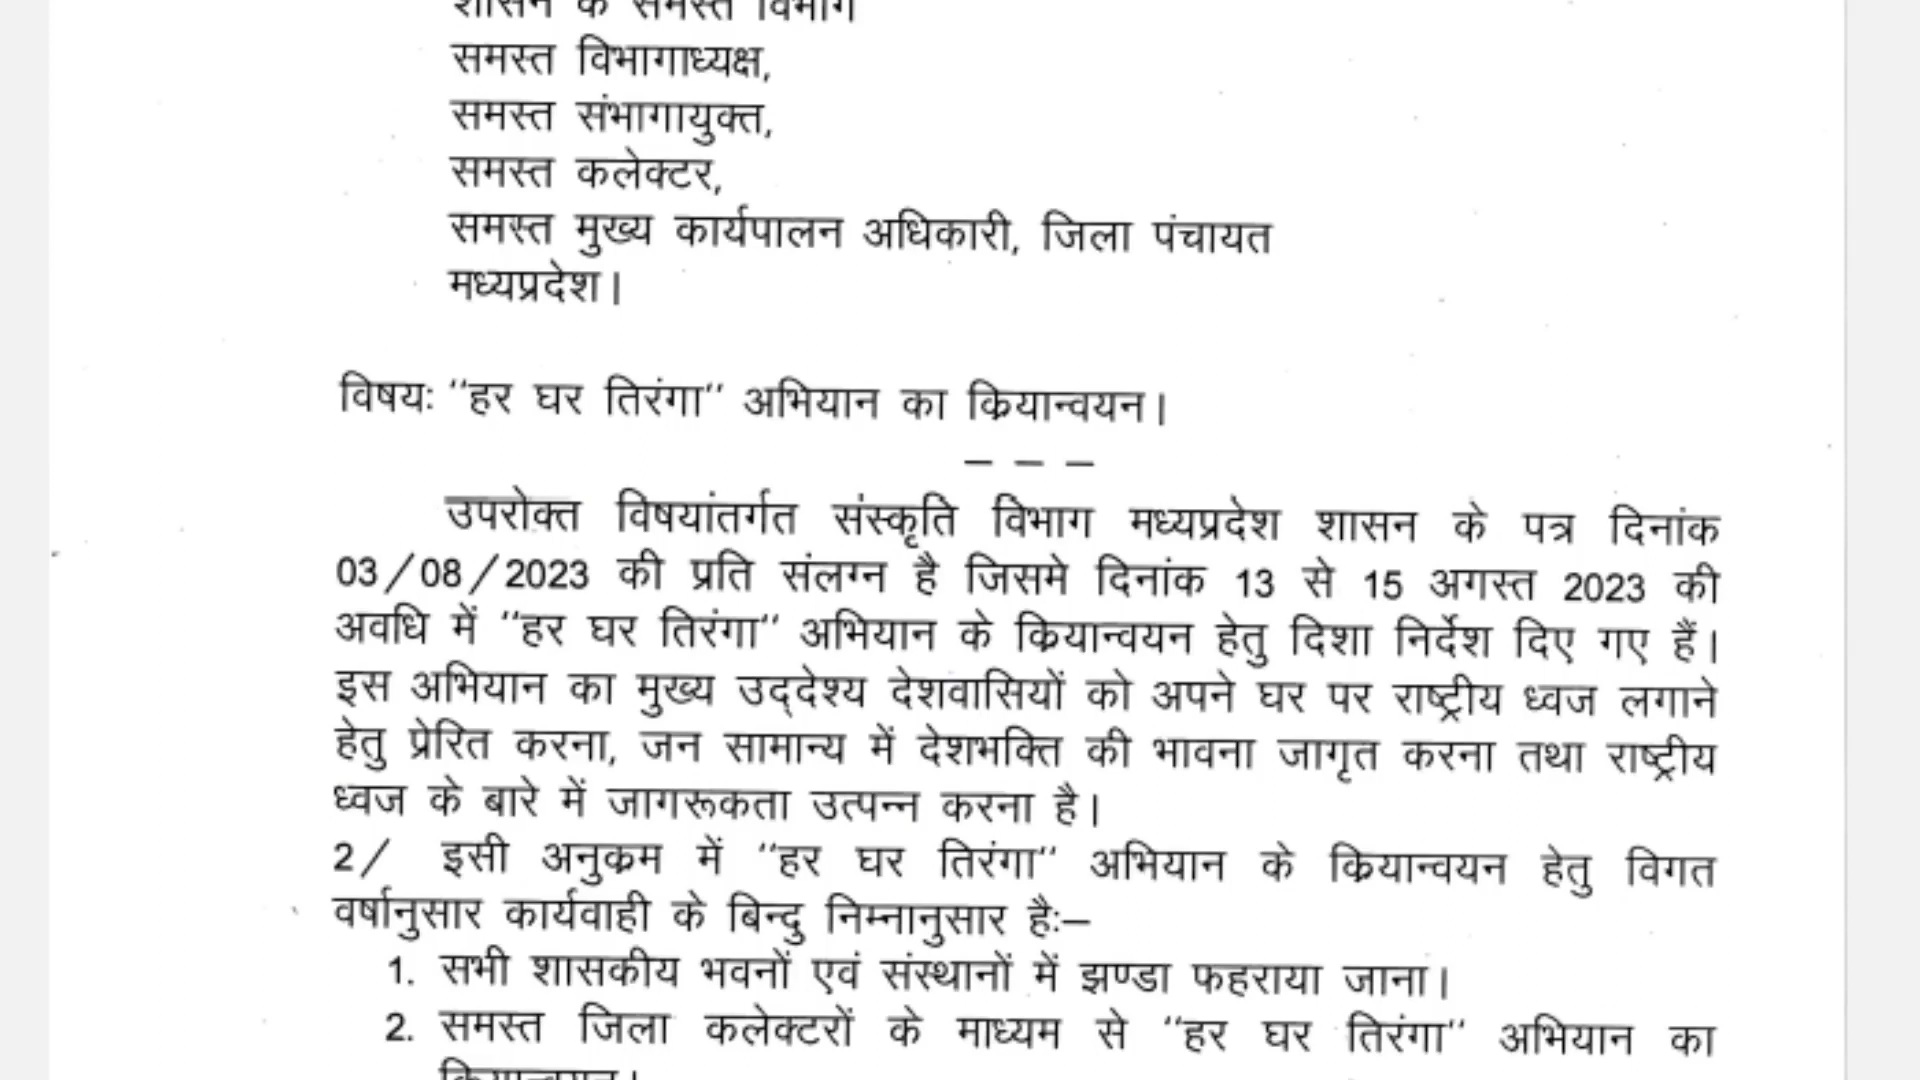 शासन के समस्त विभाग
समस्त विभागाध्यक्ष,
समस्त संभागायुक्त,
समस्त कलेक्टर,
समस्त मुख्य कार्यपालन अधिकारी, जिला पंचायत
मध्यप्रदेश।
विषयः "हर घर तिरंगा" अभियान का कियान्वयन।
– – –
उपरोक्त विषयांतर्गत संस्कृति विभाग मध्यप्रदेश शासन के पत्र दिनांक
03/08/2023 की प्रति संलग्न है जिसमे दिनांक 13 से 15 अगस्त 2023 की
अवधि में "हर घर तिरंगा" अभियान के कियान्वयन हेतु दिशा निर्देश दिए गए हैं।
इस अभियान का मुख्य उद्‌देश्य देशवासियों को अपने घर पर राष्ट्रीय ध्वज लगाने
हेतु प्रेरित करना, जन सामान्य में देशभक्ति की भावना जागृत करना तथा राष्ट्रीय
ध्वज के बारे में जागरूकता उत्पन्न करना है।
2/ इसी अनुकम में "हर घर तिरंगा" अभियान के कियान्वयन हेतु विगत
वर्षानुसार कार्यवाही के बिन्दु निम्नानुसार हैः–
1. सभी शासकीय भवनों एवं संस्थानों में झण्डा फहराया जाना।
2. समस्त जिला कलेक्टरों के माध्यम से "हर घर तिरंगा" अभियान का
कियान्वयन।